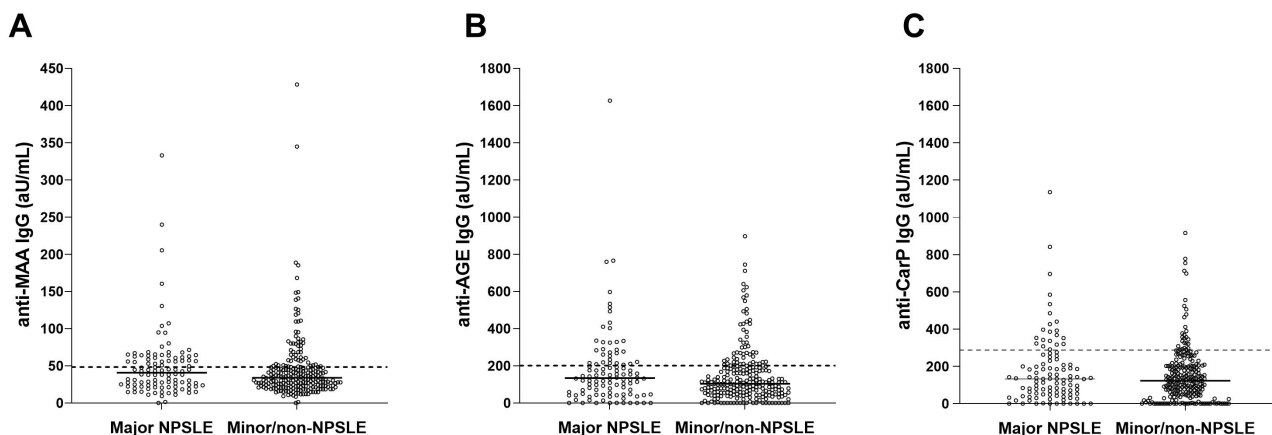 A
B
C
anti-MAA IgG (aU/mL)
450
400
350
300
250
200
150
100
50
0
Major NPSLE
Minor/non-NPSLE
anti-AGE IgG (aU/mL)
1800
1600
1400
1200
1000
800
600
400
200
0
Major NPSLE
Minor/non-NPSLE
anti-CarP IgG (aU/mL)
1800
1600
1400
1200
1000
800
600
400
200
0
Major NPSLE
Minor/non-NPSLE